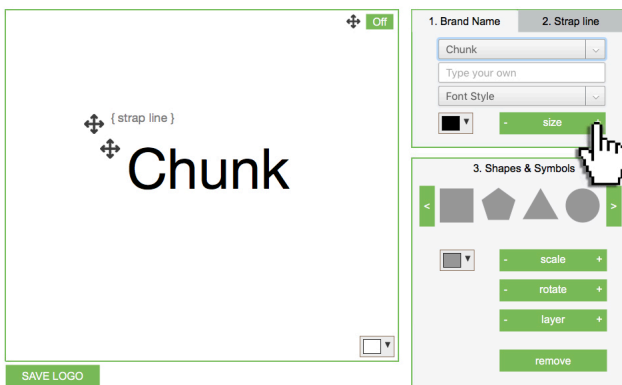 Off
{ strap line }
Chunk
SAVE LOGO
1. Brand Name
2. Strap line
Chunk
Type your own
Font Style
- size
3. Shapes & Symbols
< >
- scale +
- rotate +
- layer +
remove